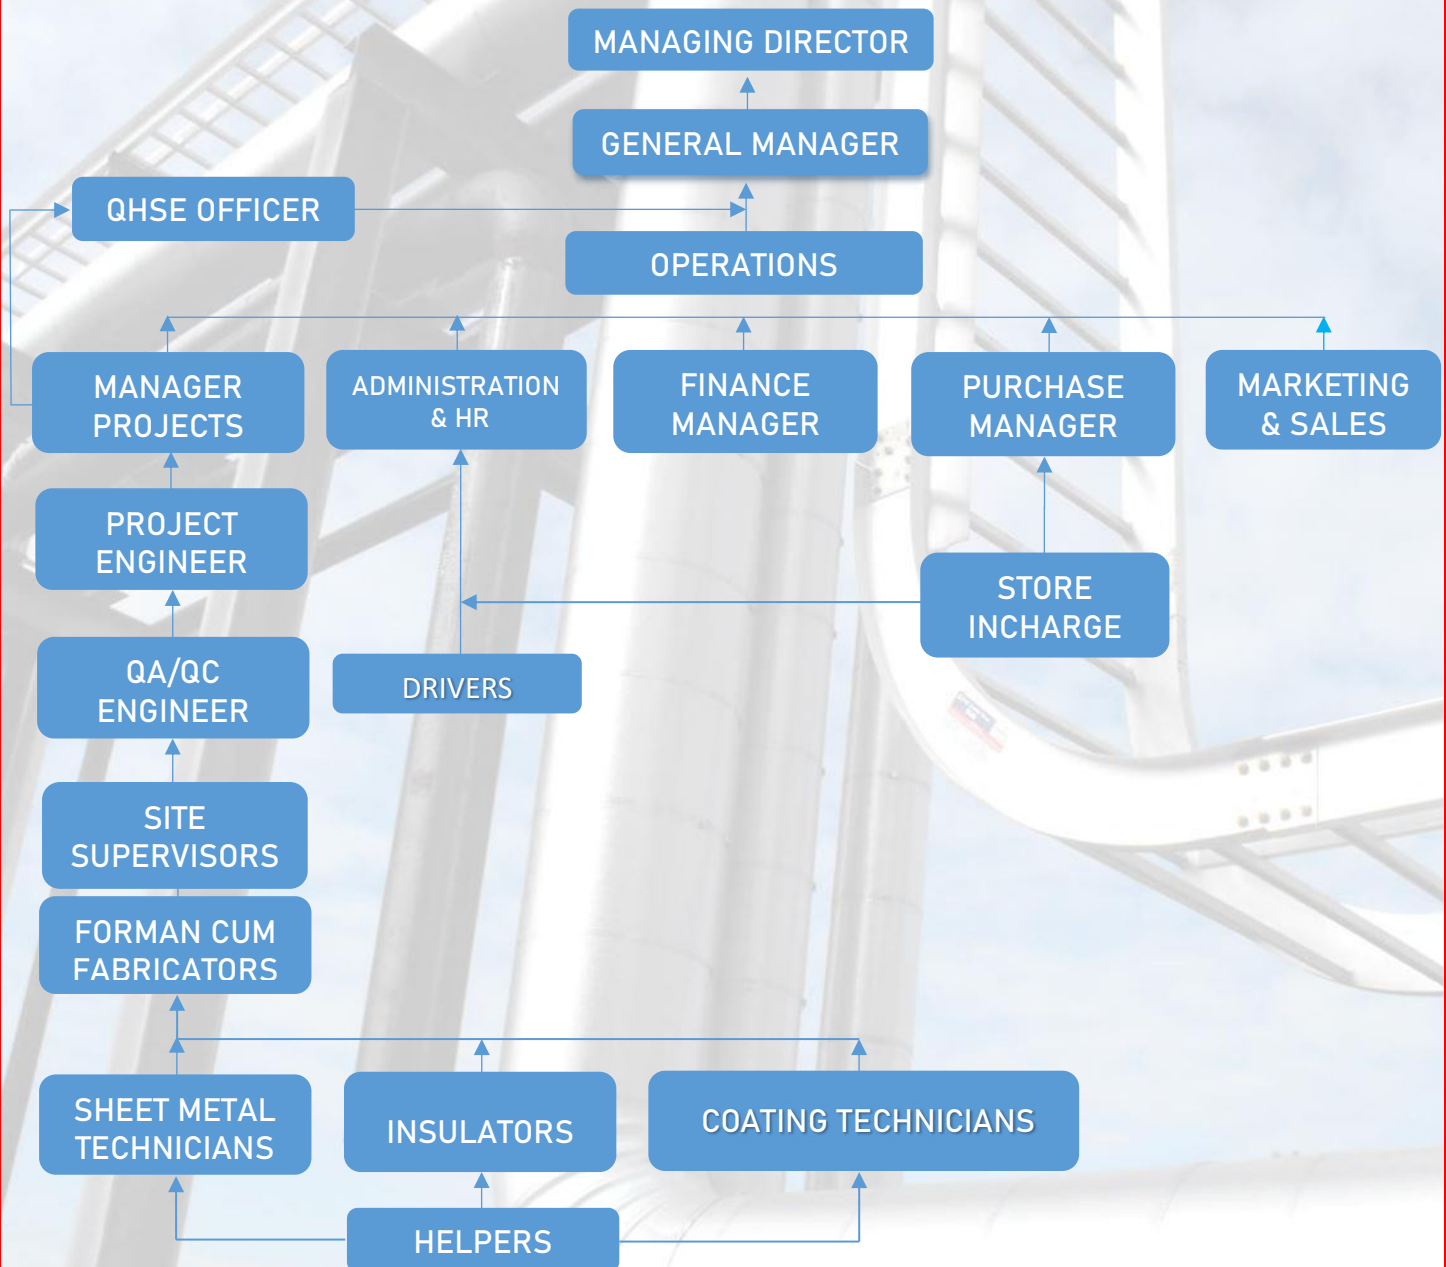 MANAGING DIRECTOR
GENERAL MANAGER
QHSE OFFICER
OPERATIONS
MANAGER
PROJECTS
ADMINISTRATION
& HR
FINANCE
MANAGER
PURCHASE
MANAGER
MARKETING
& SALES
PROJECT
ENGINEER
STORE
INCHARGE
QA/QC
ENGINEER
DRIVERS
SITE
SUPERVISORS
FORMAN CUM
FABRICATORS
SHEET METAL
TECHNICIANS
INSULATORS
COATING TECHNICIANS
HELPERS